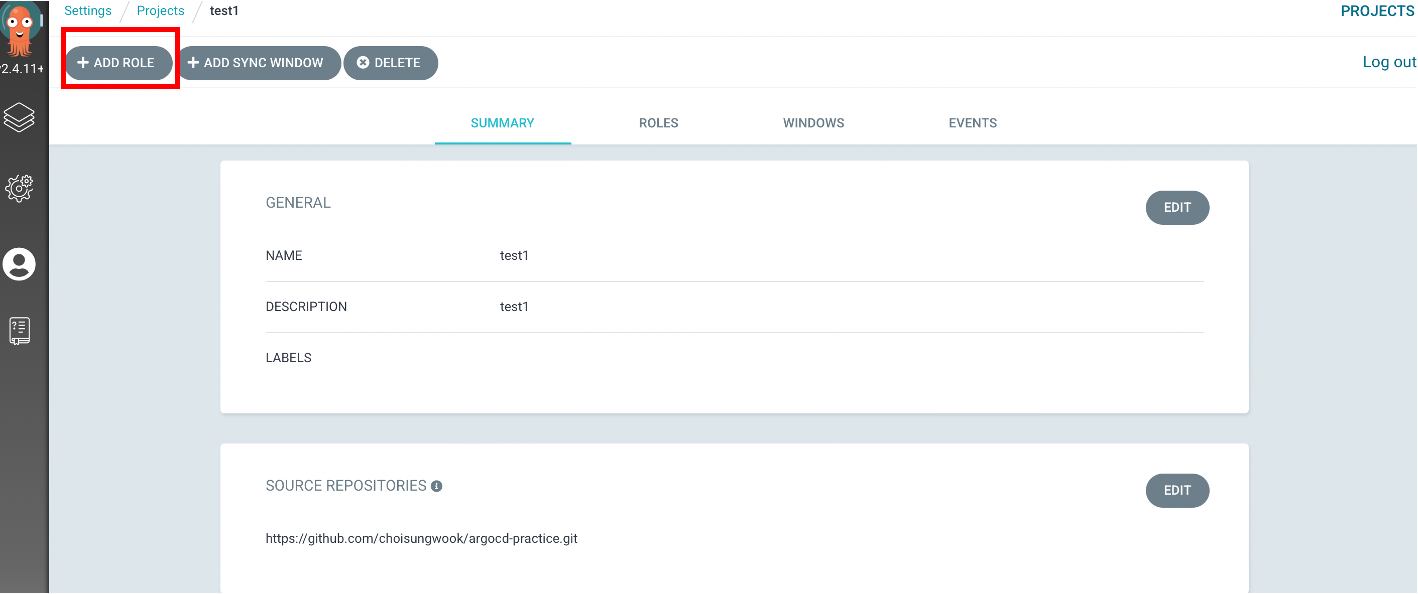 Settings / Projects / test1
PROJECTS
+ ADD ROLE
+ ADD SYNC WINDOW
DELETE
Log out
2.4.11+
SUMMARY
ROLES
WINDOWS
EVENTS
GENERAL
EDIT
NAME test1
DESCRIPTION test1
LABELS
SOURCE REPOSITORIES
EDIT
https://github.com/choisungwook/argocd-practice.git